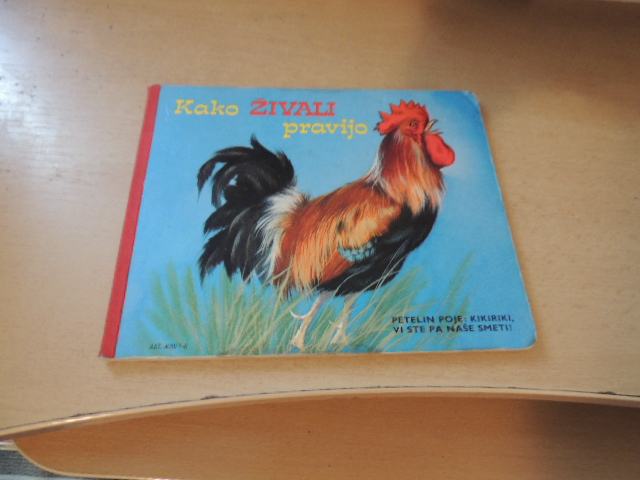 Kako ŽIVALI
pravijo
PETELIN POJE: KIKIRIKI,
VI STE PA NAŠE SMETI!